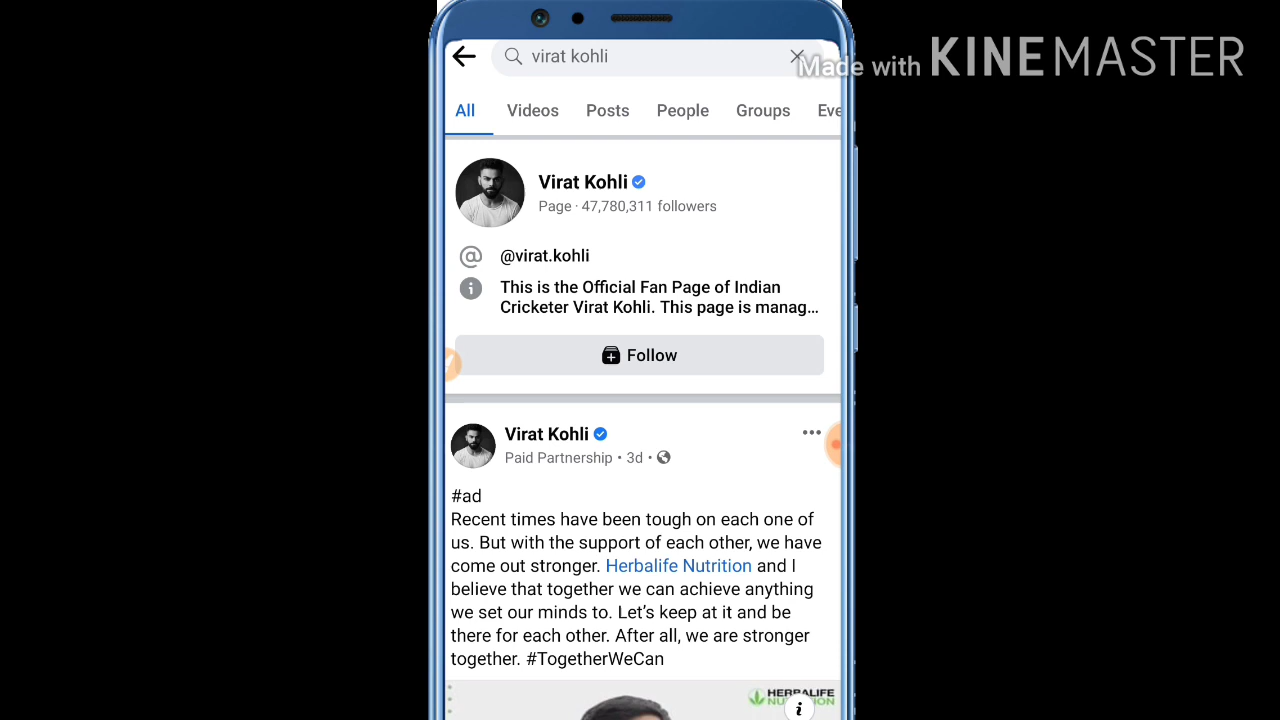 virat kohli
Made with KINEMASTER
All Videos Posts People Groups Eve
Virat Kohli
Page · 47,780,311 followers
@virat.kohli
This is the Official Fan Page of Indian
Cricketer Virat Kohli. This page is manag...
Follow
Virat Kohli
Paid Partnership • 3d •
#ad
Recent times have been tough on each one of
us. But with the support of each other, we have
come out stronger. Herbalife Nutrition and I
believe that together we can achieve anything
we set our minds to. Let's keep at it and be
there for each other. After all, we are stronger
together. #TogetherWeCan
HERBALIFE